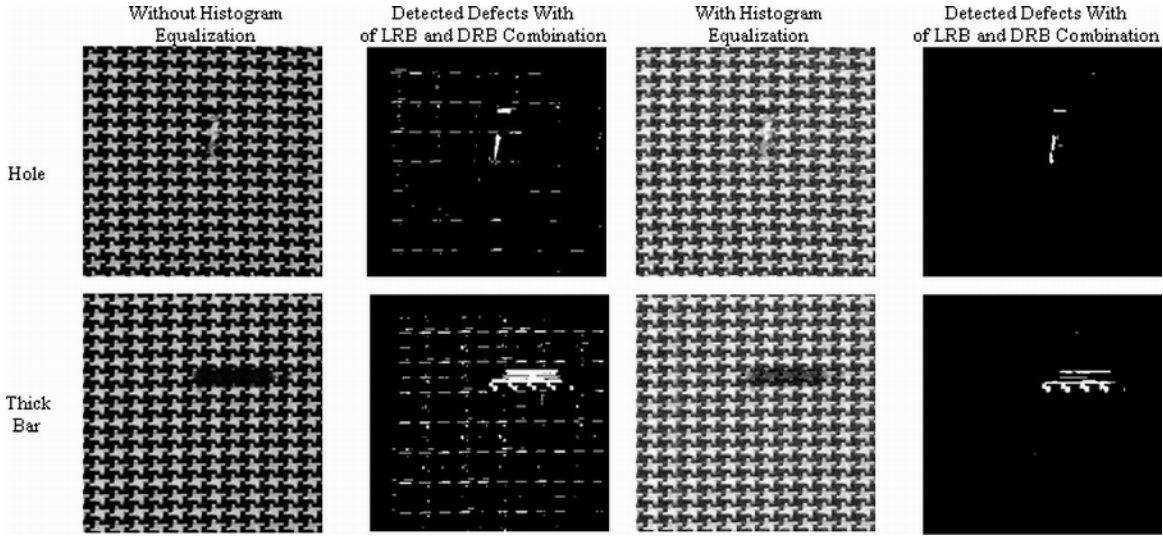 Without Histogram
Equalization
Detected Defects With
of LRB and DRB Combination
With Histogram
Equalization
Detected Defects With
of LRB and DRB Combination
Hole
Thick
Bar